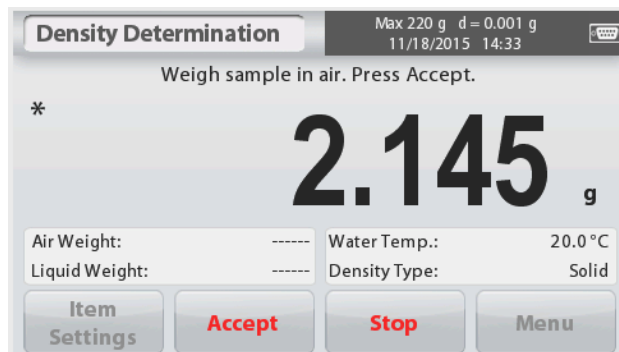 Density Determination
Max 220 g d = 0.001 g
11/18/2015 14:33
Weigh sample in air. Press Accept.
*
2.145 g
Air Weight: ------
Water Temp.: 20.0 °C
Liquid Weight: ------
Density Type: Solid
Item Settings
Accept
Stop
Menu